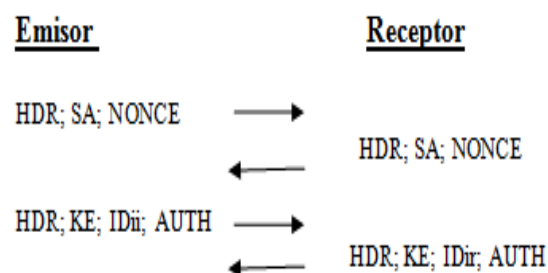 Emisor
Receptor
HDR; SA; NONCE
HDR; SA; NONCE
HDR; KE; IDii; AUTH
HDR; KE; IDir; AUTH